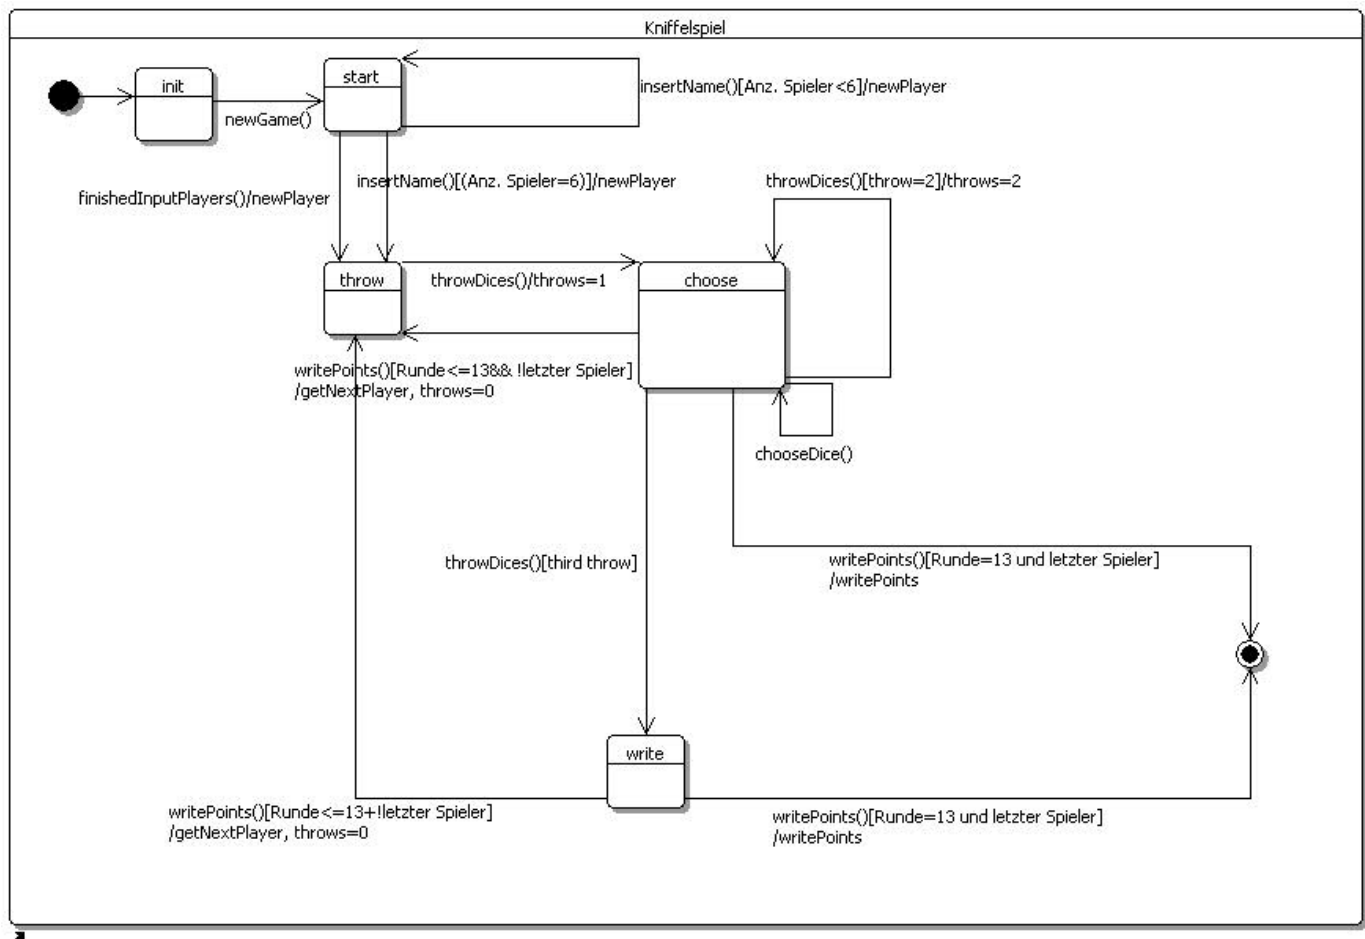 Kniffelspiel
init
start
insertName()[Anz. Spieler<6]/newPlayer
newGame()
finishedInputPlayers()/newPlayer
insertName()[(Anz. Spieler=6)]/newPlayer
throwDices()[throw=2]/throws=2
throw
throwDices()/throws=1
choose
writePoints()[Runde<=13&& !letzter Spieler]
/getNextPlayer, throws=0
chooseDice()
throwDices()[third throw]
writePoints()[Runde=13 und letzter Spieler]
/writePoints
write
writePoints()[Runde<=13+!letzter Spieler]
/getNextPlayer, throws=0
writePoints()[Runde=13 und letzter Spieler]
/writePoints